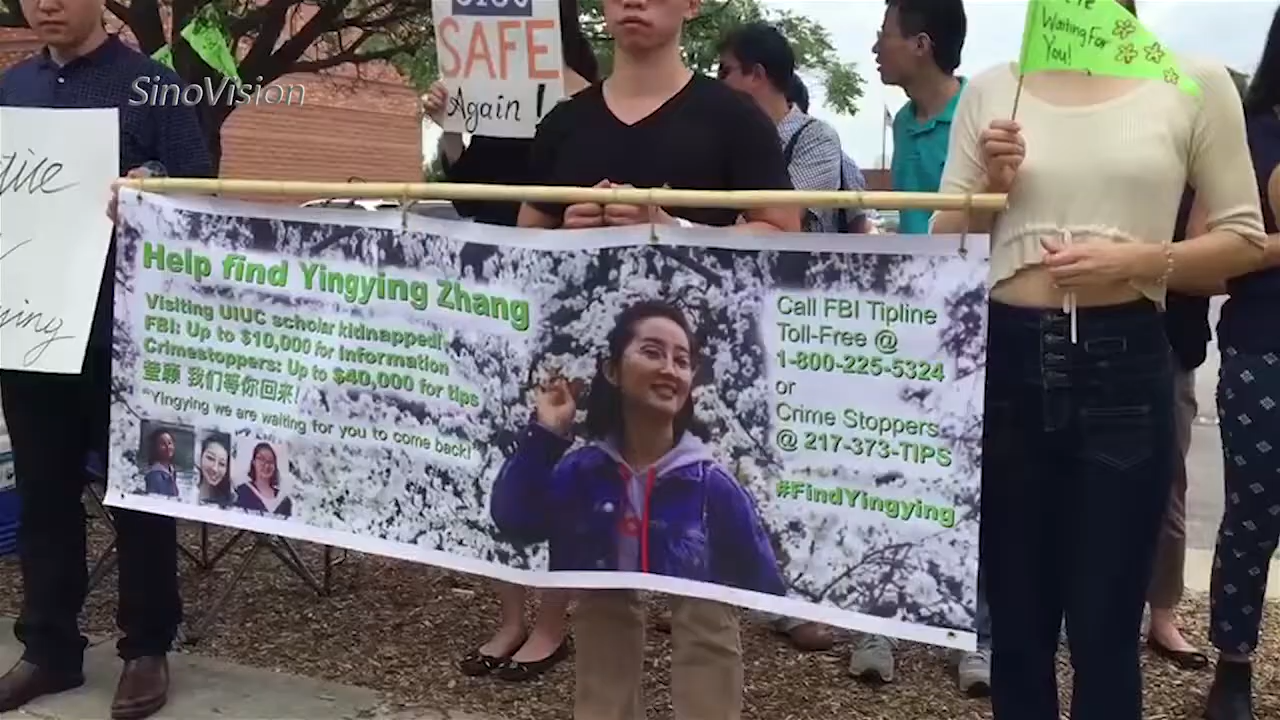 SinoVision
SAFE
Again!
Waiting For
You!
Help find Yingying Zhang
Visiting UIUC scholar kidnapped!
FBI: Up to $10,000 for Information
Crimestoppers: Up to $40,000 for tips
莹颖 我们等你回来!
"Yingying we are waiting for you to come back!"
Call FBI Tipline
Toll-Free @
1-800-225-5324
or
Crime Stoppers
@ 217-373-TIPS
#FindYingying